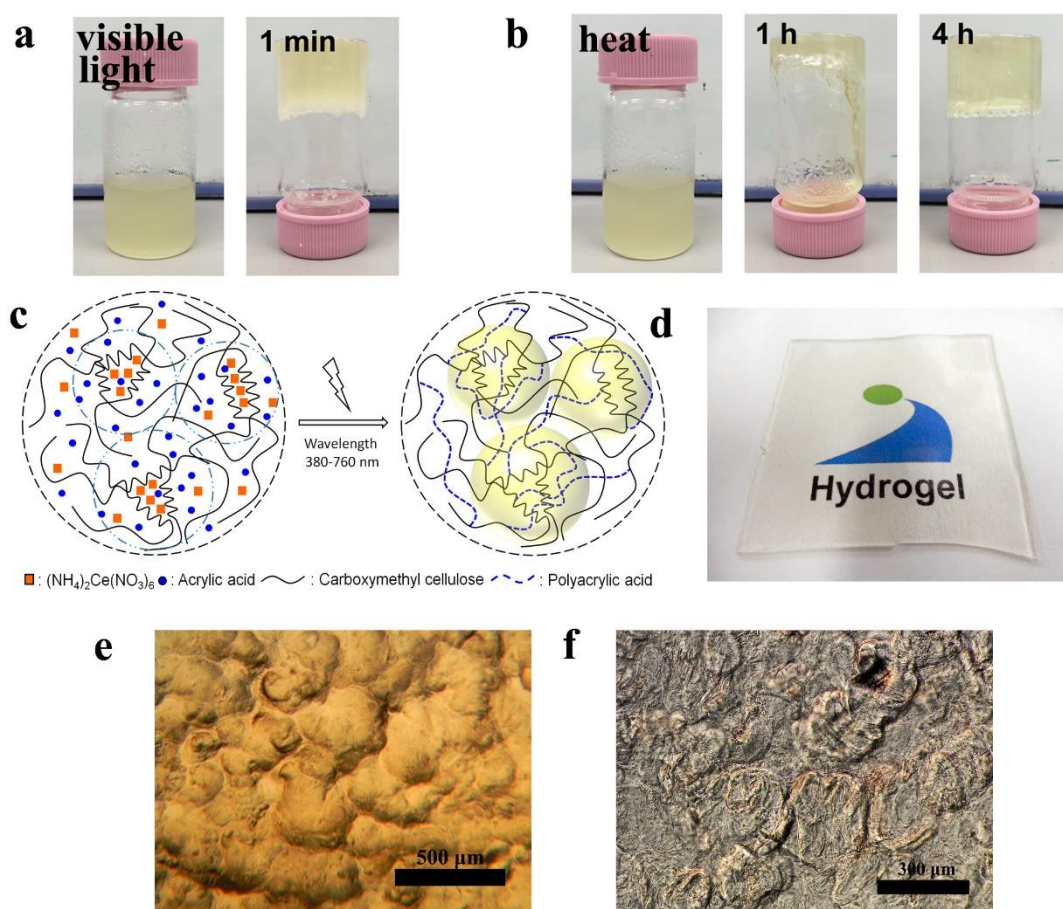 a
visible
light
1 min
b
heat
1 h
4 h
c
Wavelength
380-760 nm
d
Hydrogel
: (NH₄)₂Ce(NO₃)₆ : Acrylic acid : Carboxymethyl cellulose : Polyacrylic acid
e
500 μm
f
300 μm